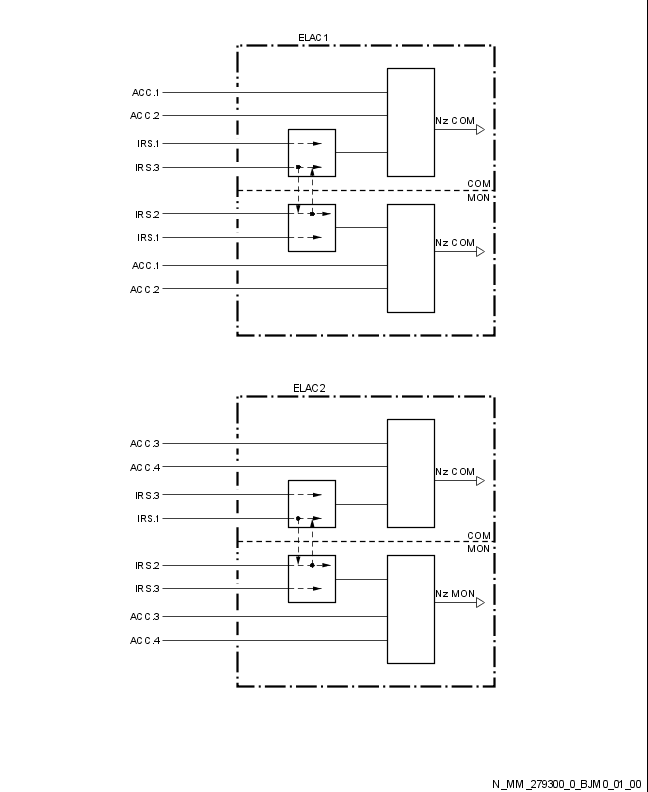 ELAC1
ACC.1
ACC.2
Nz COM
IRS.1
IRS.3
COM
MON
IRS.2
IRS.1
Nz COM
ACC.1
ACC.2
ELAC2
ACC.3
ACC.4
Nz COM
IRS.3
IRS.1
COM
MON
IRS.2
IRS.3
Nz MON
ACC.3
ACC.4
N_MM_279300_0_BJM0_01_00